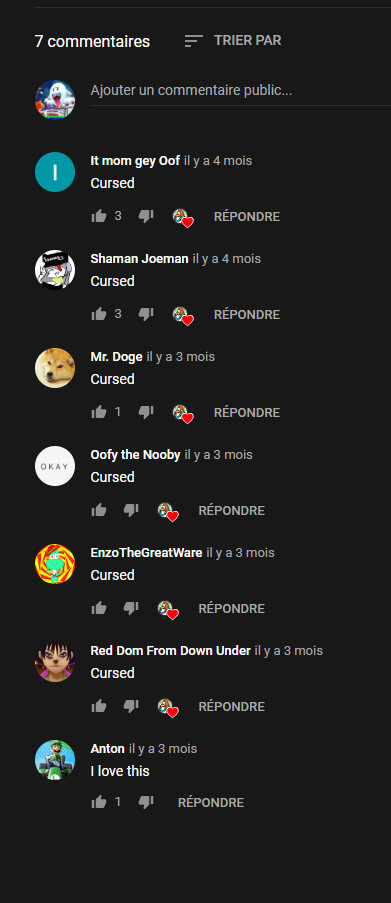 7 commentaires TRIER PAR
Ajouter un commentaire public...
I
It mom gey Oof il y a 4 mois
Cursed
3 RÉPONDRE
Shaman Joeman il y a 4 mois
Cursed
3 RÉPONDRE
Mr. Doge il y a 3 mois
Cursed
1 RÉPONDRE
Oofy the Nooby il y a 3 mois
OKAY
Cursed
RÉPONDRE
EnzoTheGreatWare il y a 3 mois
Cursed
RÉPONDRE
Red Dom From Down Under il y a 3 mois
Cursed
RÉPONDRE
Anton il y a 3 mois
I love this
1 RÉPONDRE